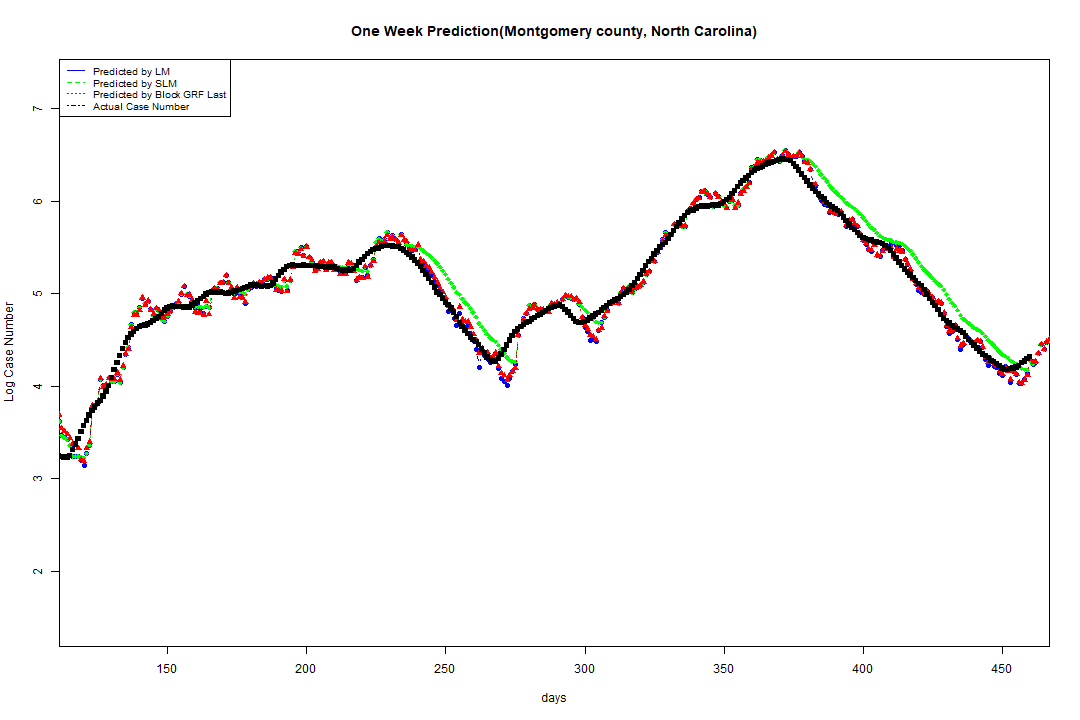 One Week Prediction(Montgomery county, North Carolina)
Predicted by LM
Predicted by SLM
Predicted by Block GRF Last
Actual Case Number
7
6
5
4
3
2
Log Case Number
150 200 250 300 350 400 450
days